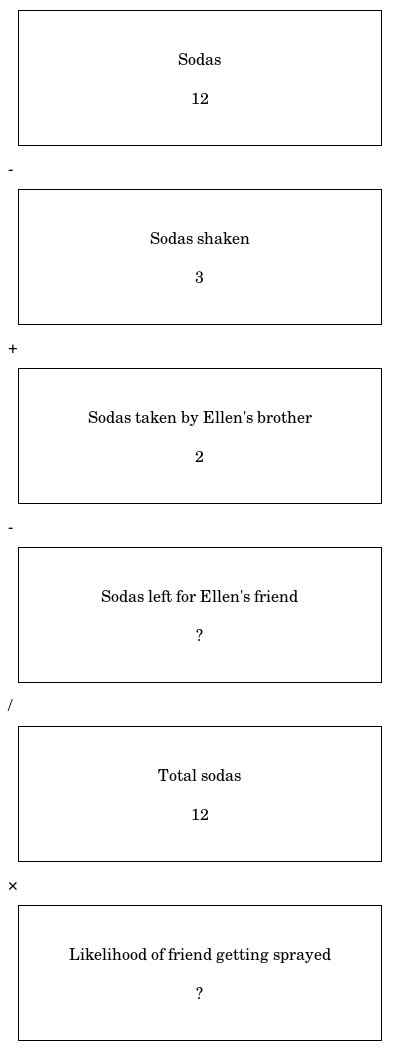 Sodas
12
-
Sodas shaken
3
+
Sodas taken by Ellen's brother
2
-
Sodas left for Ellen's friend
?
/
Total sodas
12
×
Likelihood of friend getting sprayed
?